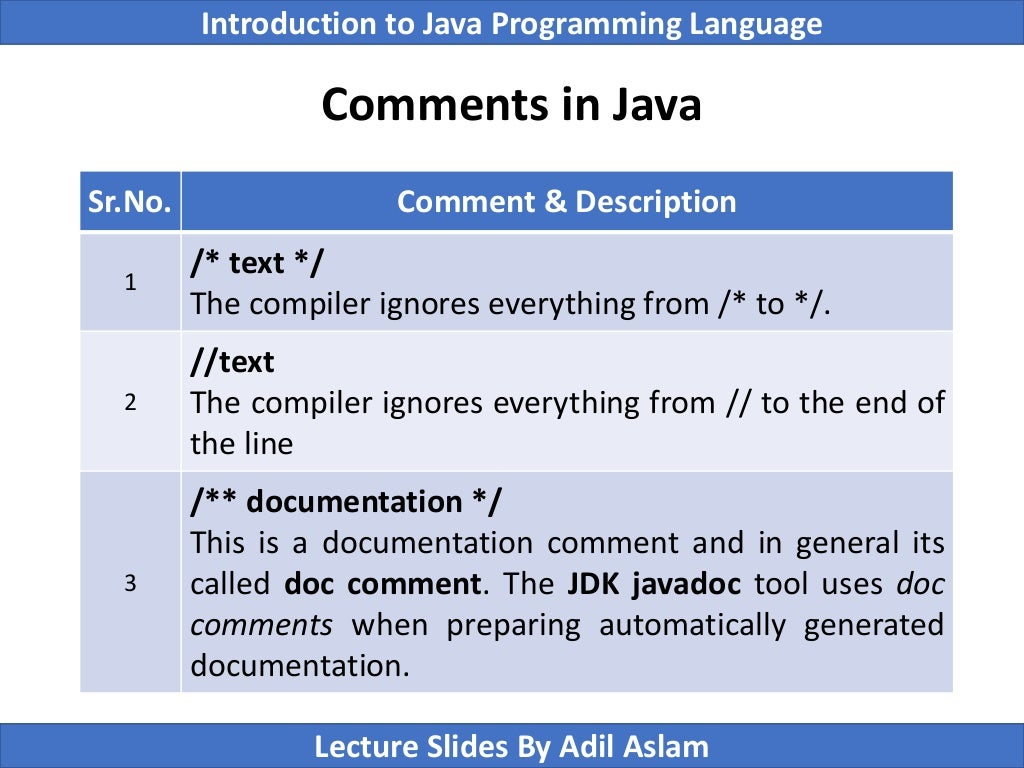 Introduction to Java Programming Language
Comments in Java
Sr.No. Comment & Description
1 /* text */
The compiler ignores everything from /* to */.
2 //text
The compiler ignores everything from // to the end of
the line
3 /** documentation */
This is a documentation comment and in general its
called doc comment. The JDK javadoc tool uses doc
comments when preparing automatically generated
documentation.
Lecture Slides By Adil Aslam